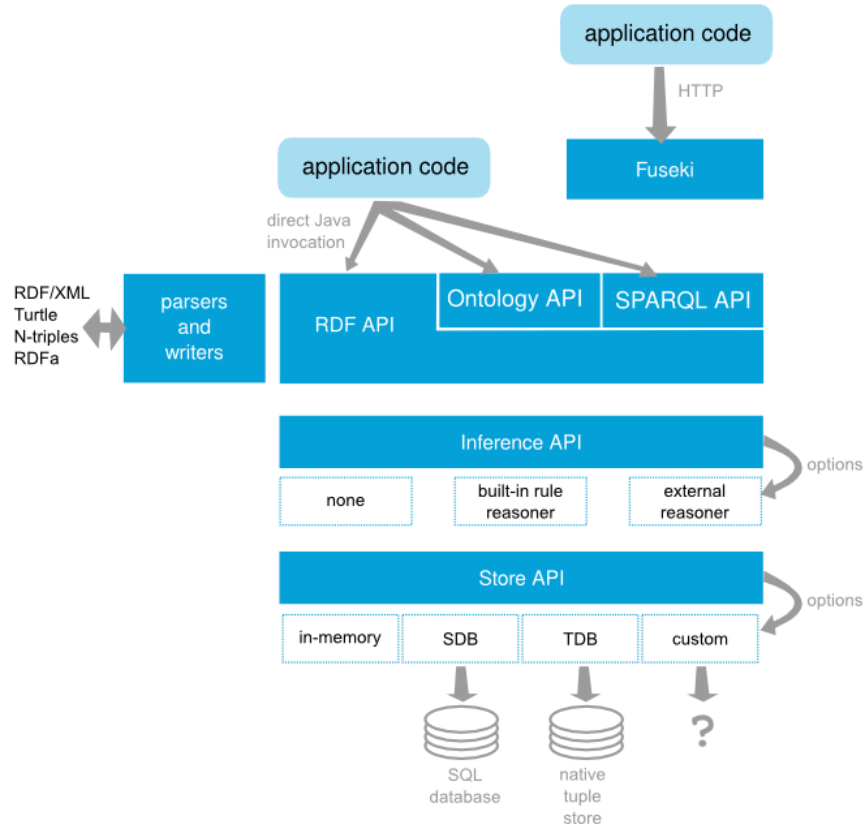 application code
HTTP
Fuseki
application code
direct Java
invocation
RDF/XML
Turtle
N-triples
RDFa
parsers
and
writers
RDF API
Ontology API
SPARQL API
Inference API
options
none
built-in rule
reasoner
external
reasoner
Store API
options
in-memory
SDB
TDB
custom
?
SQL
database
native
tuple
store